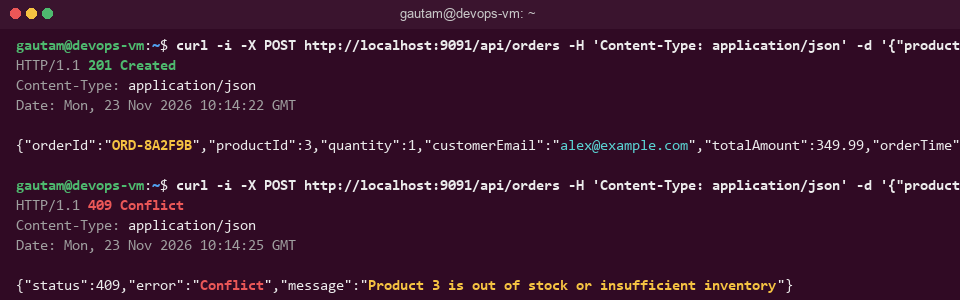 gautam@devops-vm: ~
gautam@devops-vm:~$ curl -i -X POST http://localhost:9091/api/orders -H 'Content-Type: application/json' -d '{"product
HTTP/1.1 201 Created
Content-Type: application/json
Date: Mon, 23 Nov 2026 10:14:22 GMT
{"orderId":"ORD-8A2F9B","productId":3,"quantity":1,"customerEmail":"alex@example.com","totalAmount":349.99,"orderTime"
gautam@devops-vm:~$ curl -i -X POST http://localhost:9091/api/orders -H 'Content-Type: application/json' -d '{"product
HTTP/1.1 409 Conflict
Content-Type: application/json
Date: Mon, 23 Nov 2026 10:14:25 GMT
{"status":409,"error":"Conflict","message":"Product 3 is out of stock or insufficient inventory"}